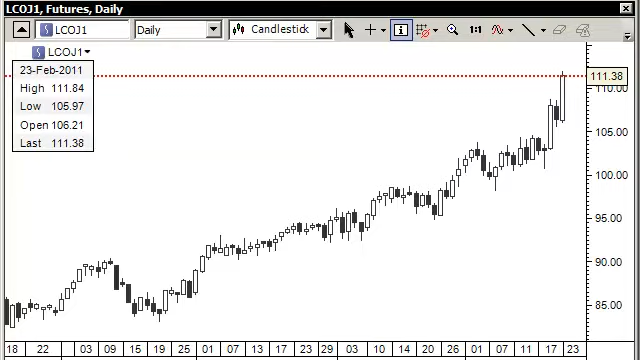 LCOJ1, Futures, Daily
LCOJ1 Daily Candlestick 1:1
LCOJ1
23-Feb-2011
High 111.84
Low 105.97
Open 106.21
Last 111.38
111.38
110.00
105.00
100.00
95.00
90.00
85.00
18 22 03 09 15 19 25 01 07 13 17 23 29 03 10 14 20 26 01 07 11 17 23